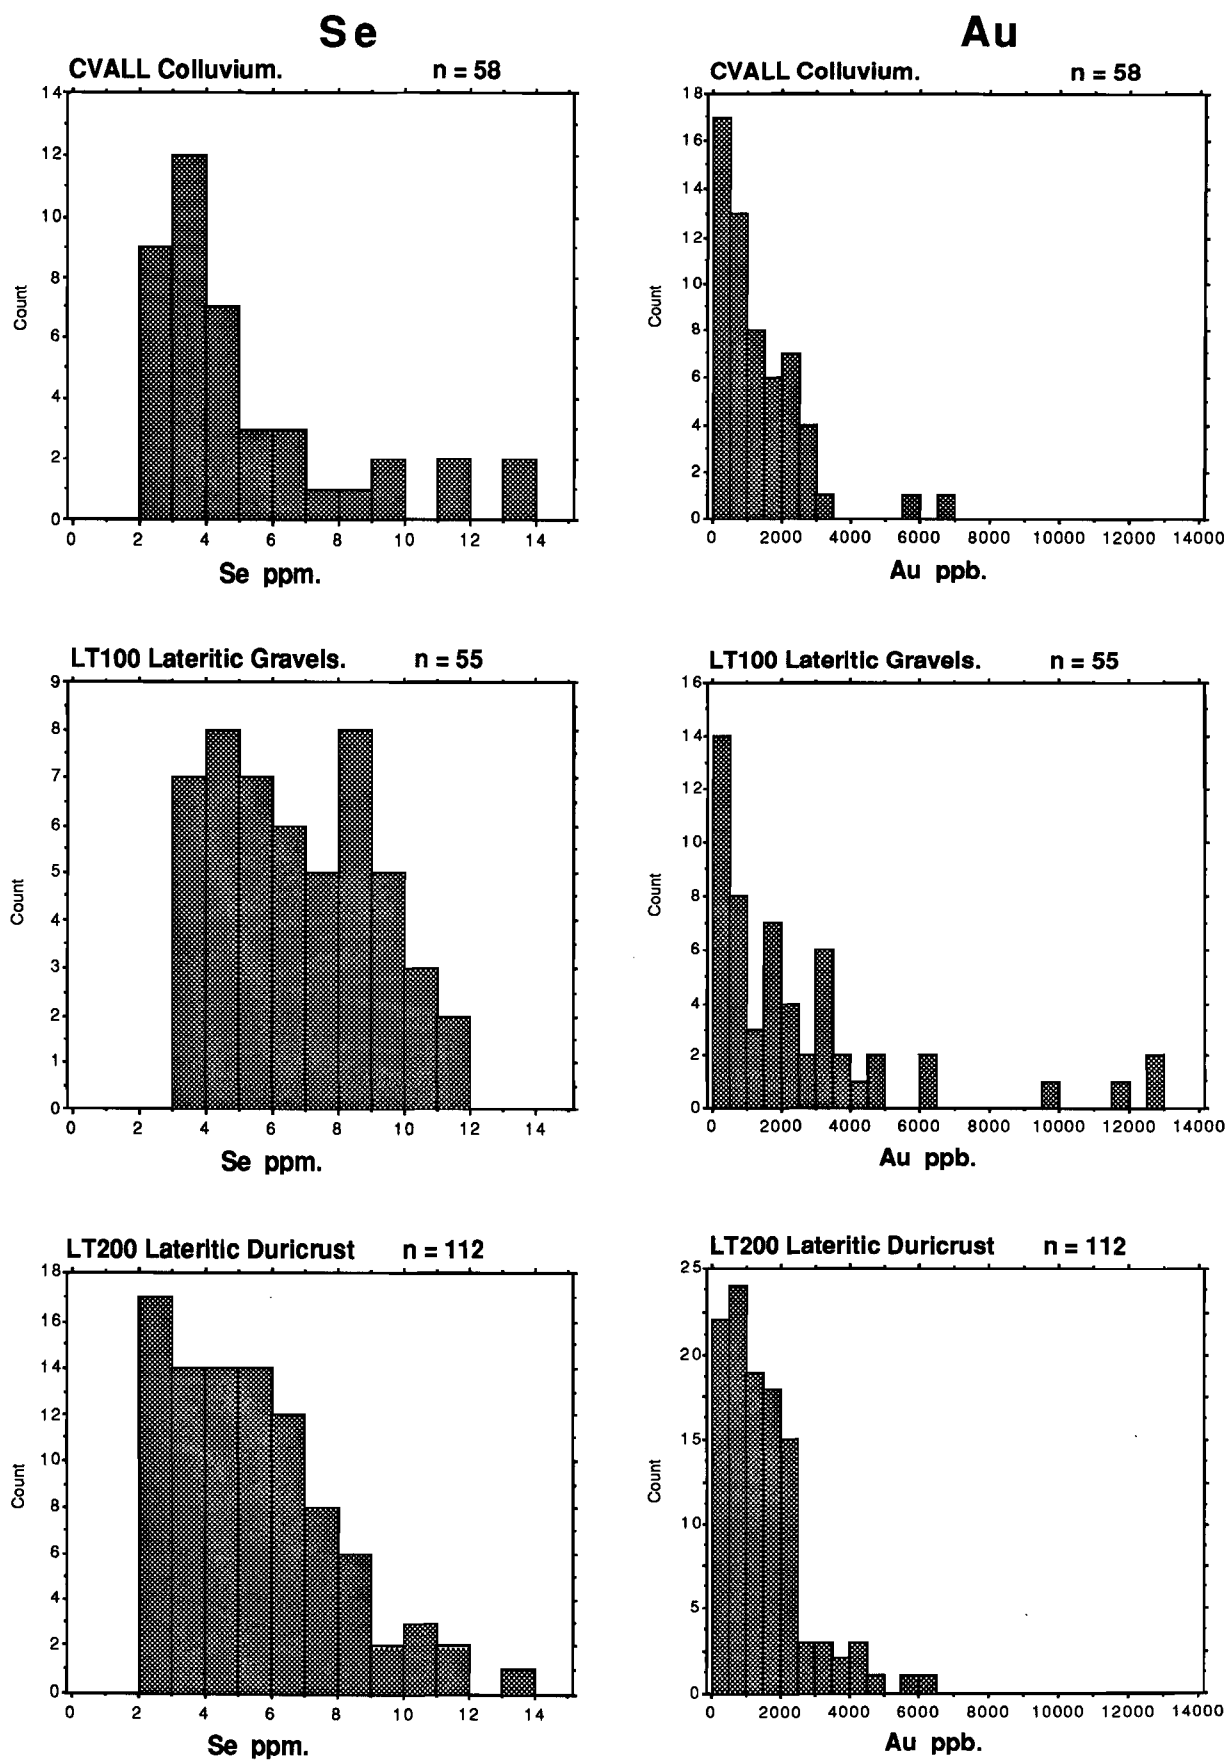 Se
CVALL Colluvium. n = 58
14
12
10
8
6
4
2
0
Count
0 2 4 6 8 10 12 14
Se ppm.
Au
CVALL Colluvium. n = 58
18
16
14
12
10
8
6
4
2
0
Count
0 2000 4000 6000 8000 10000 12000 14000
Au ppb.
LT100 Lateritic Gravels. n = 55
9
8
7
6
5
4
3
2
1
0
Count
0 2 4 6 8 10 12 14
Se ppm.
LT100 Lateritic Gravels. n = 55
16
14
12
10
8
6
4
2
0
Count
0 2000 4000 6000 8000 10000 12000 14000
Au ppb.
LT200 Lateritic Duricrust n = 112
18
16
14
12
10
8
6
4
2
0
Count
0 2 4 6 8 10 12 14
Se ppm.
LT200 Lateritic Duricrust n = 112
25
20
15
10
5
0
Count
0 2000 4000 6000 8000 10000 12000 14000
Au ppb.